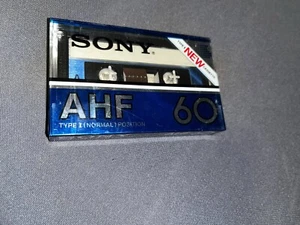 SONY
NEW
A
AHF 60
TYPE I (NORMAL) POSITION